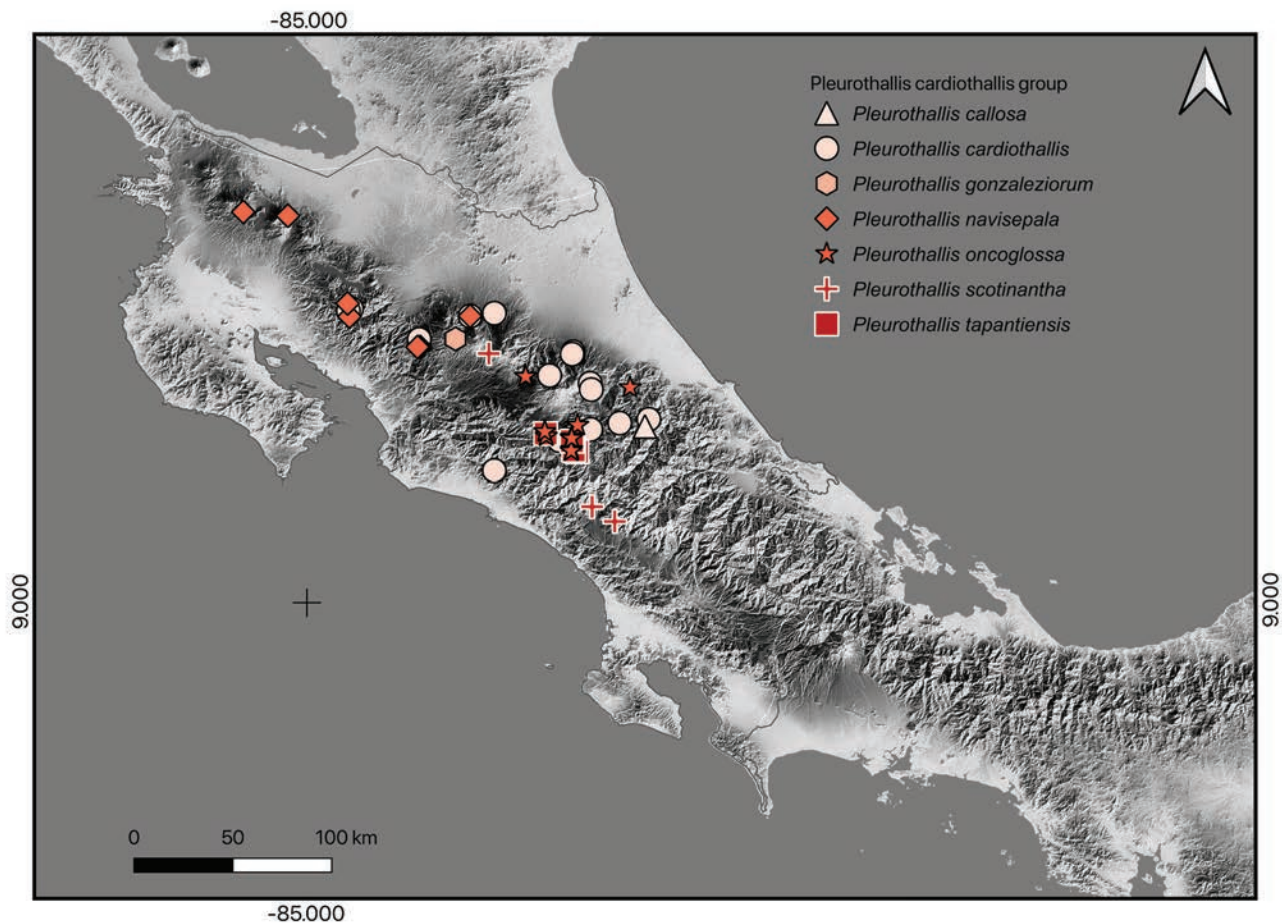 -85.000
Pleurothallis cardiothallis group
Pleurothallis callosa
Pleurothallis cardiothallis
Pleurothallis gonzaleziorum
Pleurothallis navisepala
Pleurothallis oncoglossa
Pleurothallis scotinantha
Pleurothallis tapantiensis
9.000
9.000
0 50 100 km
-85.000